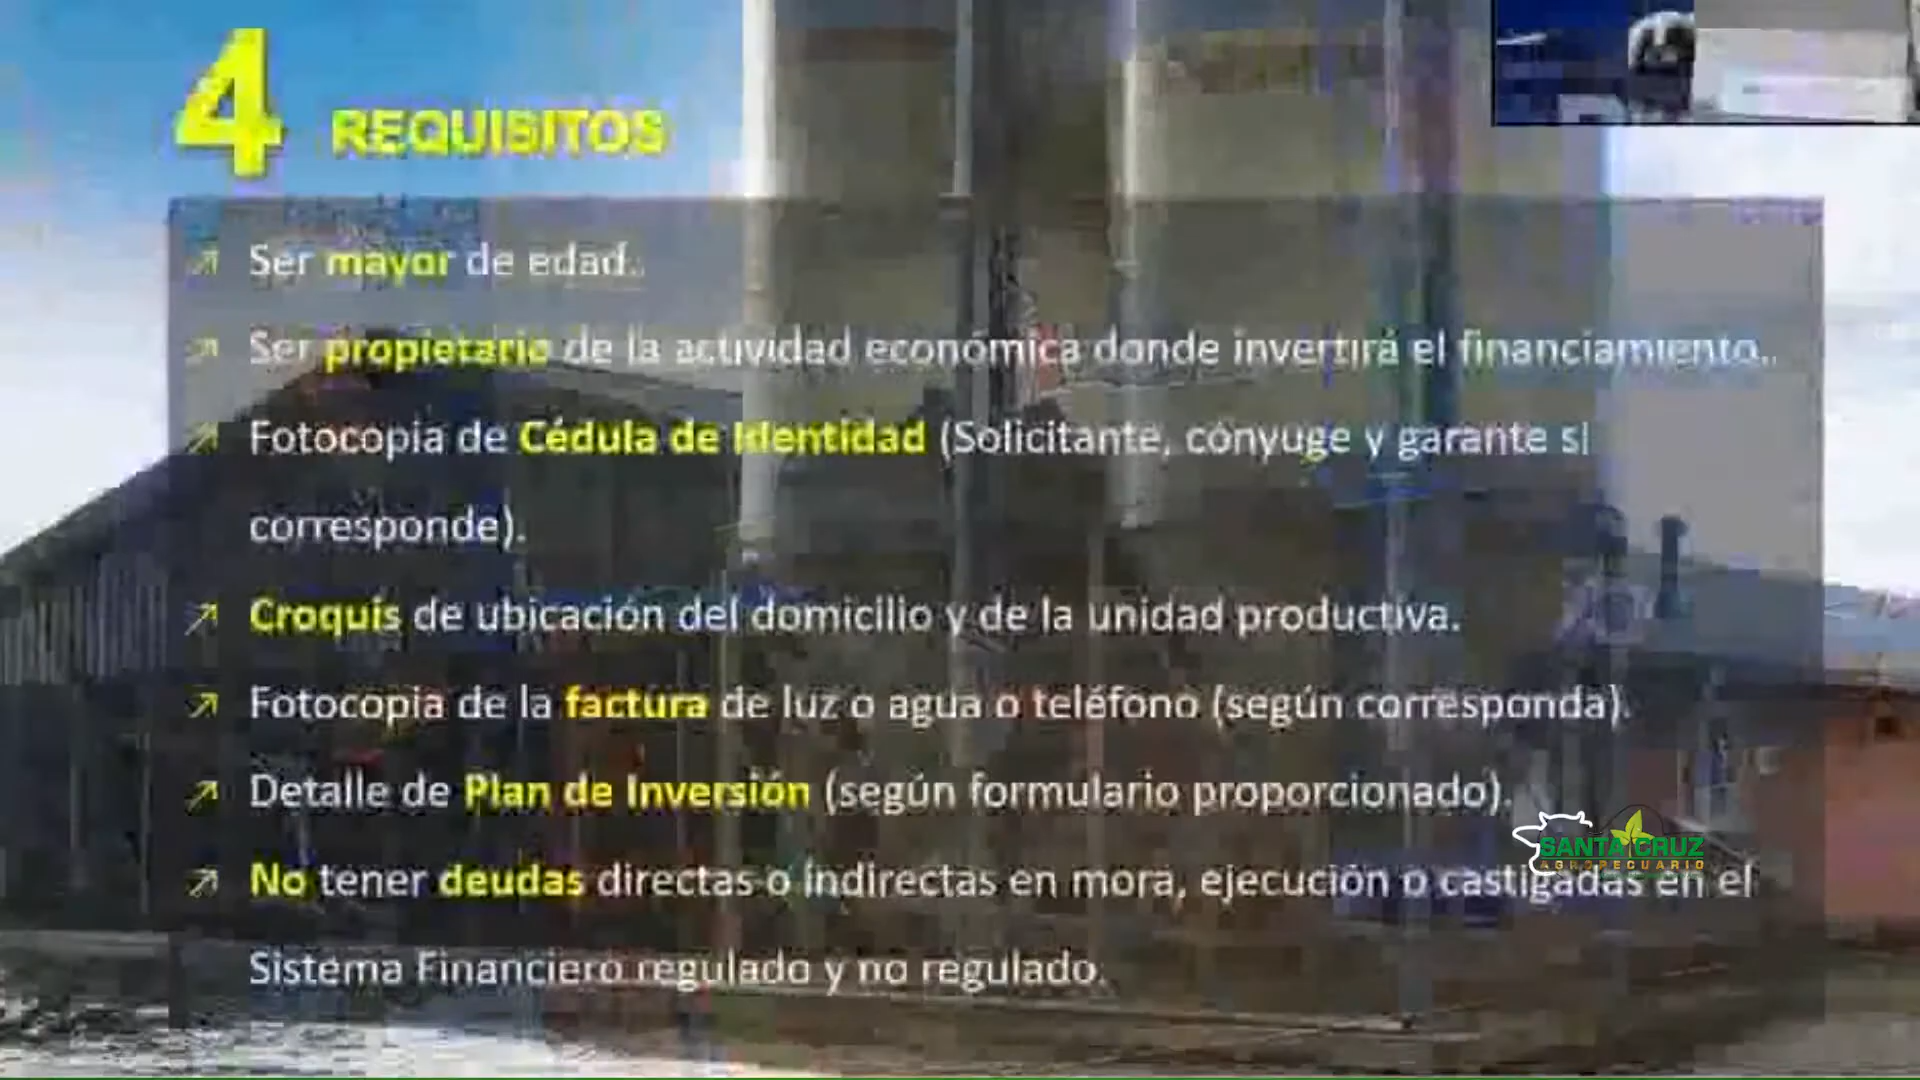 4 REQUISITOS
Ser mayor de edad..
Ser propietario de la actividad económica donde invertirá el financiamiento..
Fotocopia de Cédula de Identidad (Solicitante, cónyuge y garante si
corresponde).
Croquis de ubicación del domicilio y de la unidad productiva.
Fotocopia de la factura de luz o agua o teléfono (según corresponda).
Detalle de Plan de Inversión (según formulario proporcionado).
SANTA CRUZ
AGROPECUARIO
No tener deudas directas o indirectas en mora, ejecución o castigadas en el
Sistema Financiero regulado y no regulado.